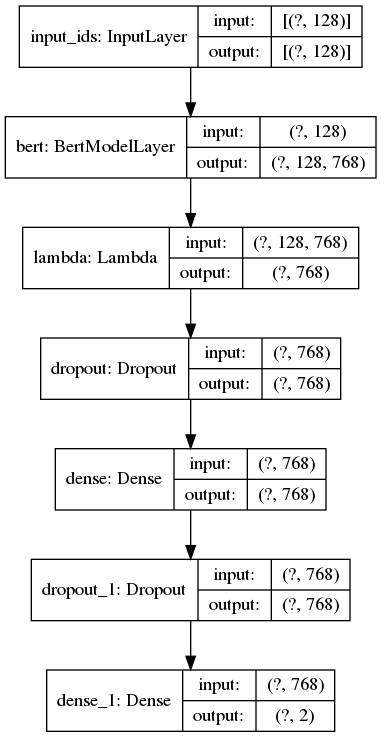 input_ids: InputLayer
input: [(?, 128)]
output: [(?, 128)]
bert: BertModelLayer
input: (?, 128)
output: (?, 128, 768)
lambda: Lambda
input: (?, 128, 768)
output: (?, 768)
dropout: Dropout
input: (?, 768)
output: (?, 768)
dense: Dense
input: (?, 768)
output: (?, 768)
dropout_1: Dropout
input: (?, 768)
output: (?, 768)
dense_1: Dense
input: (?, 768)
output: (?, 2)